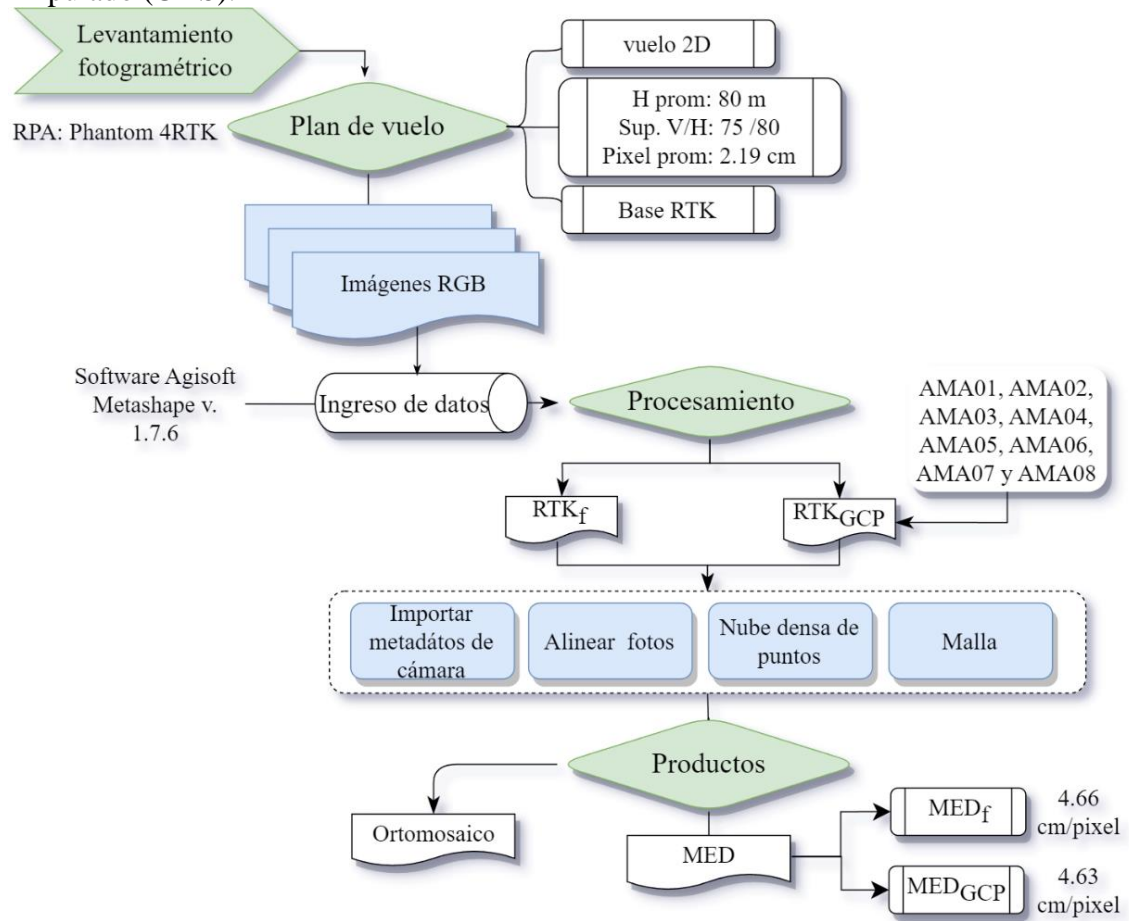 Levantamiento
fotogramétrico
vuelo 2D
RPA: Phantom 4RTK
Plan de vuelo
H prom: 80 m
Sup. V/H: 75 /80
Pixel prom: 2.19 cm
Base RTK
Imágenes RGB
Software Agisoft
Metashape v.
1.7.6
Ingreso de datos
Procesamiento
AMA01, AMA02,
AMA03, AMA04,
AMA05, AMA06,
AMA07 y AMA08
RTKf
RTKGCP
Importar
metadátos de
cámara
Alinear fotos
Nube densa de
puntos
Malla
Productos
Ortomosaico
MED
MEDf
4.66
cm/pixel
MEDGCP
4.63
cm/pixel